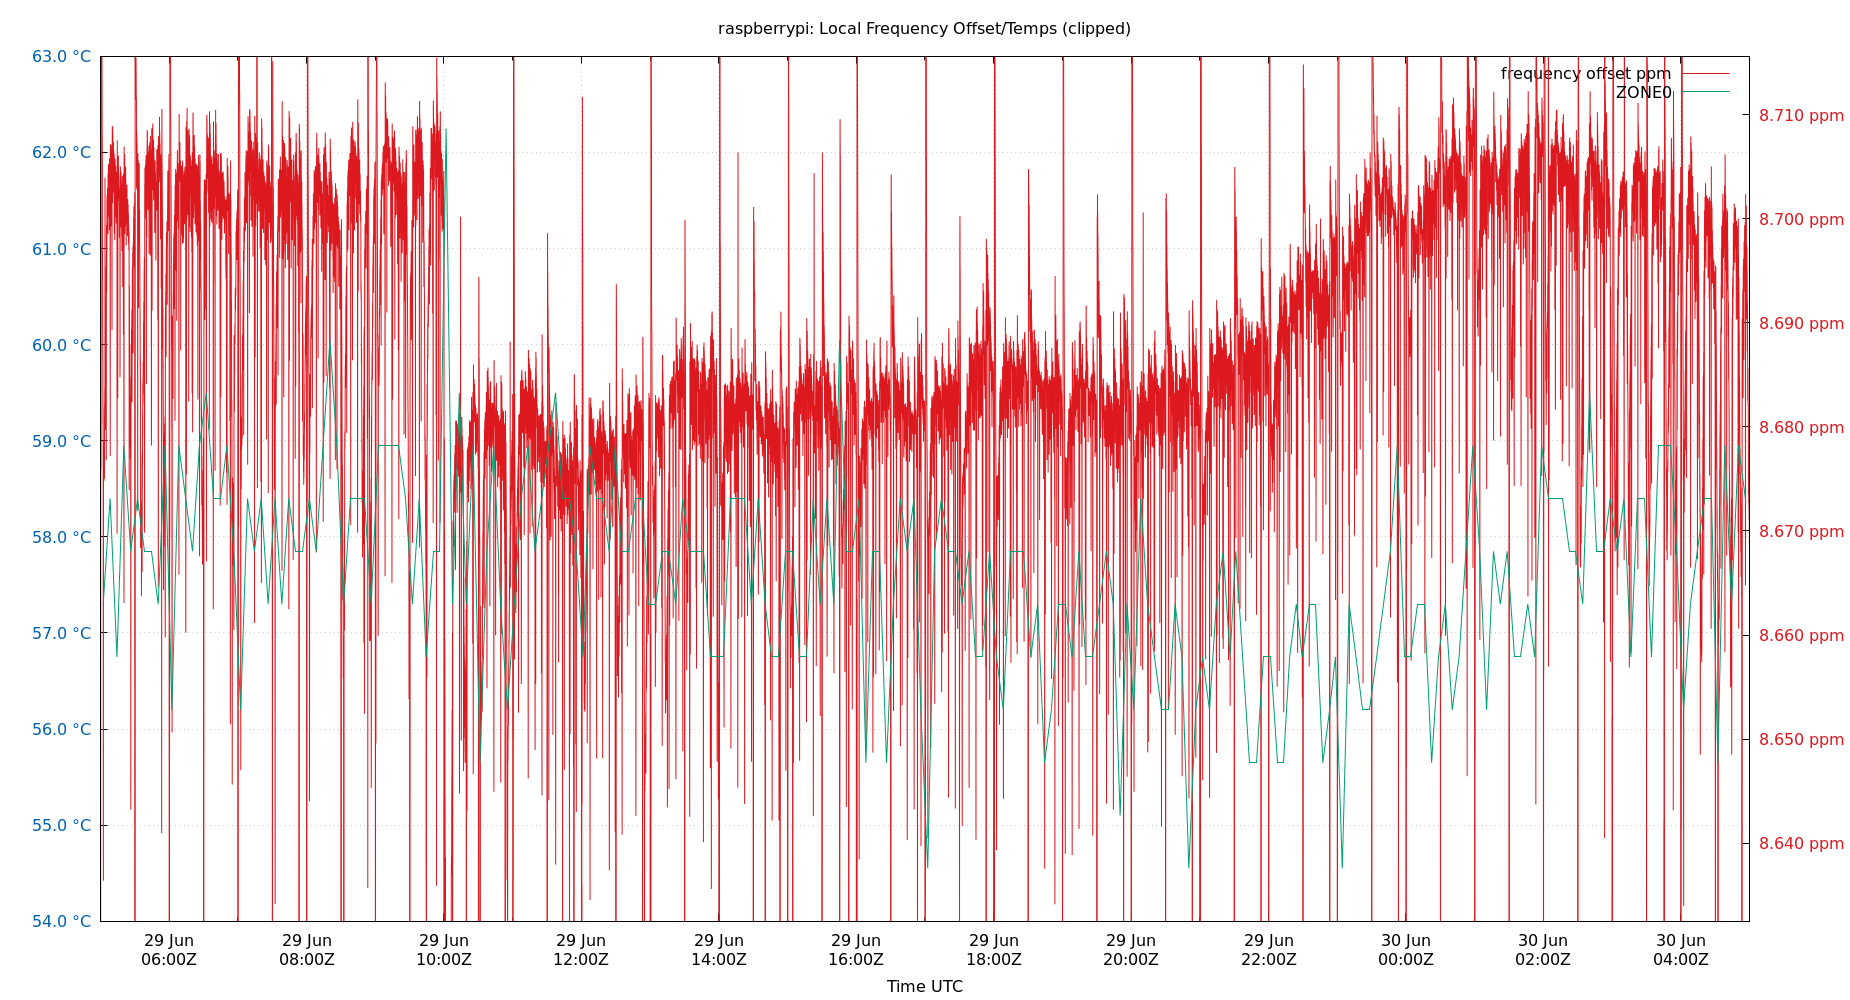 raspberrypi: Local Frequency Offset/Temps (clipped)
frequency offset ppm
ZONE0
63.0 °C
62.0 °C
61.0 °C
60.0 °C
59.0 °C
58.0 °C
57.0 °C
56.0 °C
55.0 °C
54.0 °C
8.710 ppm
8.700 ppm
8.690 ppm
8.680 ppm
8.670 ppm
8.660 ppm
8.650 ppm
8.640 ppm
29 Jun 29 Jun 29 Jun 29 Jun 29 Jun 29 Jun 29 Jun 29 Jun 29 Jun 30 Jun 30 Jun 30 Jun
06:00Z 08:00Z 10:00Z 12:00Z 14:00Z 16:00Z 18:00Z 20:00Z 22:00Z 00:00Z 02:00Z 04:00Z
Time UTC